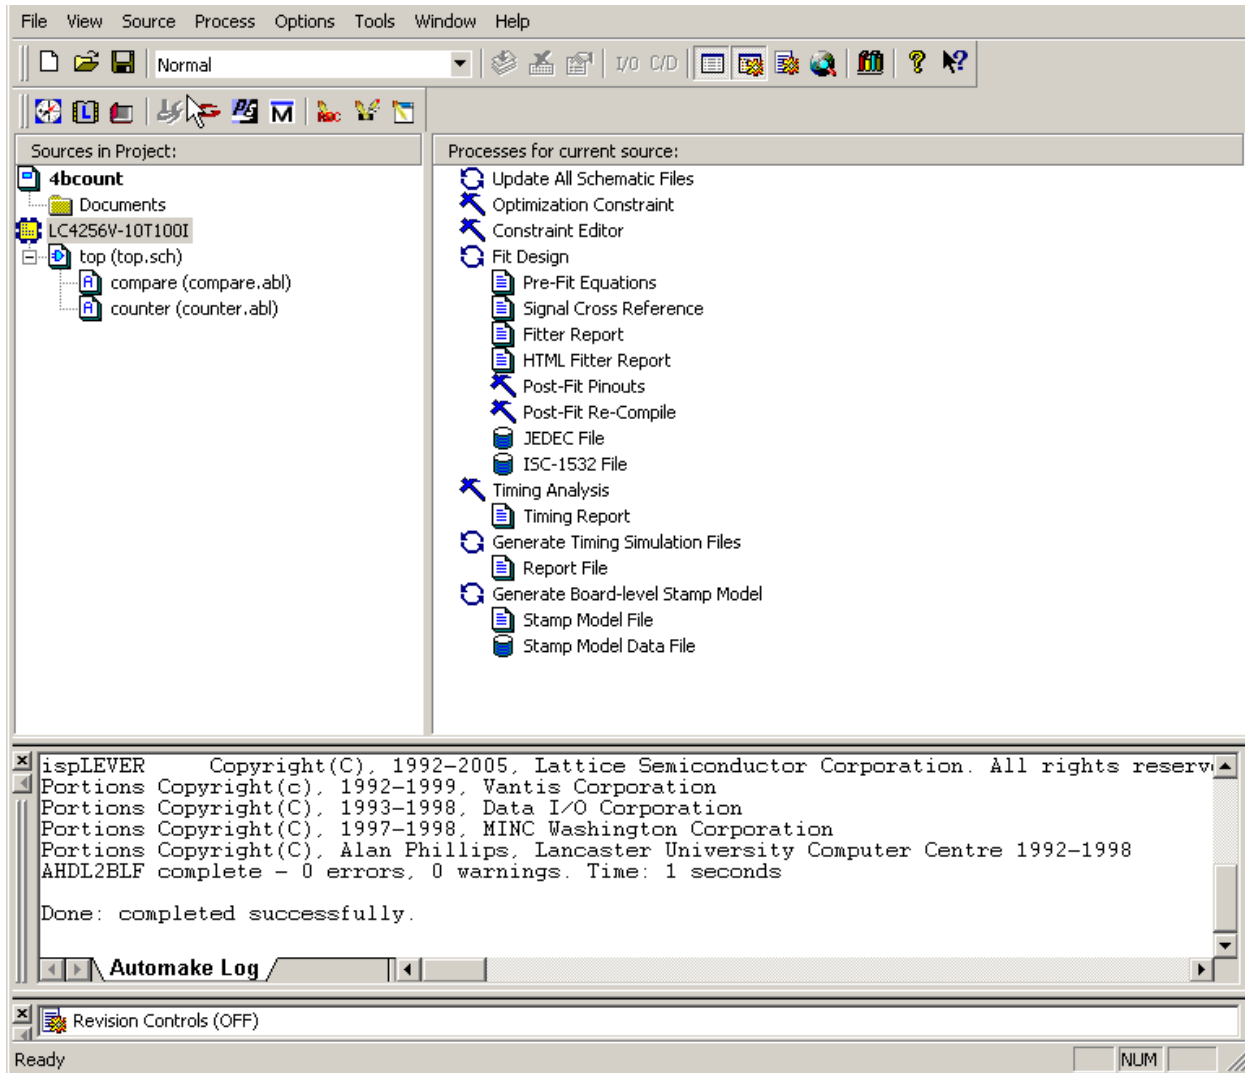 File View Source Process Options Tools Window Help
Normal
I/O C/D
Sources in Project:
4bcount
Documents
LC4256V-10T100I
top (top.sch)
compare (compare.abl)
counter (counter.abl)
Processes for current source:
Update All Schematic Files
Optimization Constraint
Constraint Editor
Fit Design
Pre-Fit Equations
Signal Cross Reference
Fitter Report
HTML Fitter Report
Post-Fit Pinouts
Post-Fit Re-Compile
JEDEC File
ISC-1532 File
Timing Analysis
Timing Report
Generate Timing Simulation Files
Report File
Generate Board-level Stamp Model
Stamp Model File
Stamp Model Data File
ispLEVER Copyright(C), 1992-2005, Lattice Semiconductor Corporation. All rights reserv
Portions Copyright(c), 1992-1999, Vantis Corporation
Portions Copyright(C), 1993-1998, Data I/O Corporation
Portions Copyright(C), 1997-1998, MINC Washington Corporation
Portions Copyright(C), Alan Phillips, Lancaster University Computer Centre 1992-1998
AHDL2BLF complete - 0 errors, 0 warnings. Time: 1 seconds
Done: completed successfully.
Automake Log
Revision Controls (OFF)
Ready
NUM